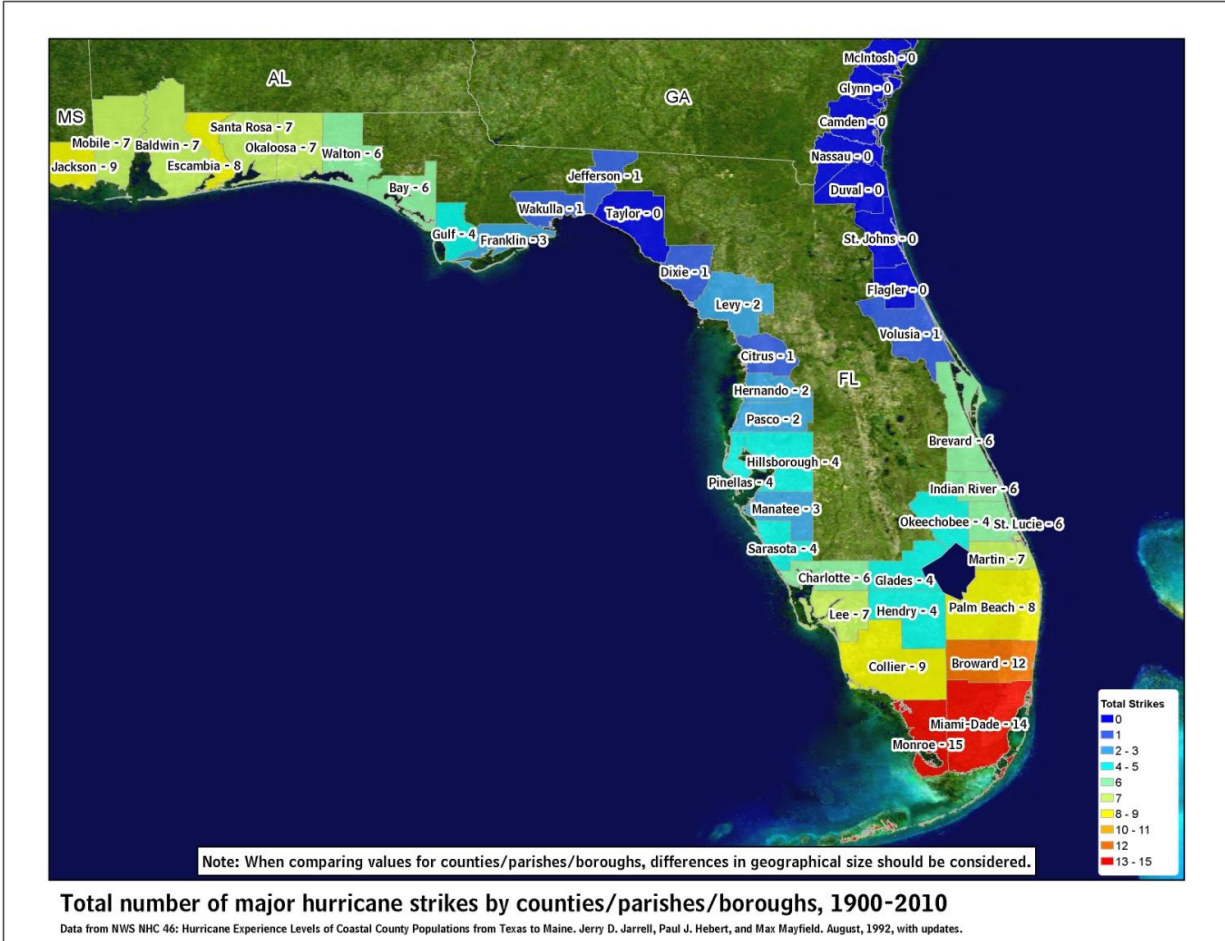 McIntosh - 0
AL
GA
Glynn - 0
MS
Camden - 0
Santa Rosa - 7
Mobile - 7
Baldwin - 7
Okaloosa - 7
Walton - 6
Nassau - 0
Jackson - 9
Escambia - 8
Jefferson - 1
Bay - 6
Duval - 0
Wakulla - 1
Taylor - 0
Gulf - 4
Franklin - 3
St. Johns - 0
Dixie - 1
Flagler - 0
Levy - 2
Volusia - 1
Citrus - 1
FL
Hernando - 2
Pasco - 2
Brevard - 6
Hillsborough - 4
Pinellas - 4
Indian River - 6
Manatee - 3
Okeechobee - 4
St. Lucie - 6
Sarasota - 4
Martin - 7
Charlotte - 6
Glades - 4
Lee - 7
Hendry - 4
Palm Beach - 8
Collier - 9
Broward - 12
Miami-Dade - 14
Monroe - 15
Total Strikes
0
1
2 - 3
4 - 5
6
7
8 - 9
10 - 11
12
13 - 15
Note: When comparing values for counties/parishes/boroughs, differences in geographical size should be considered.
Total number of major hurricane strikes by counties/parishes/boroughs, 1900-2010
Data from NWS NHC 46: Hurricane Experience Levels of Coastal County Populations from Texas to Maine. Jerry D. Jarrell, Paul J. Hebert, and Max Mayfield. August, 1992, with updates.